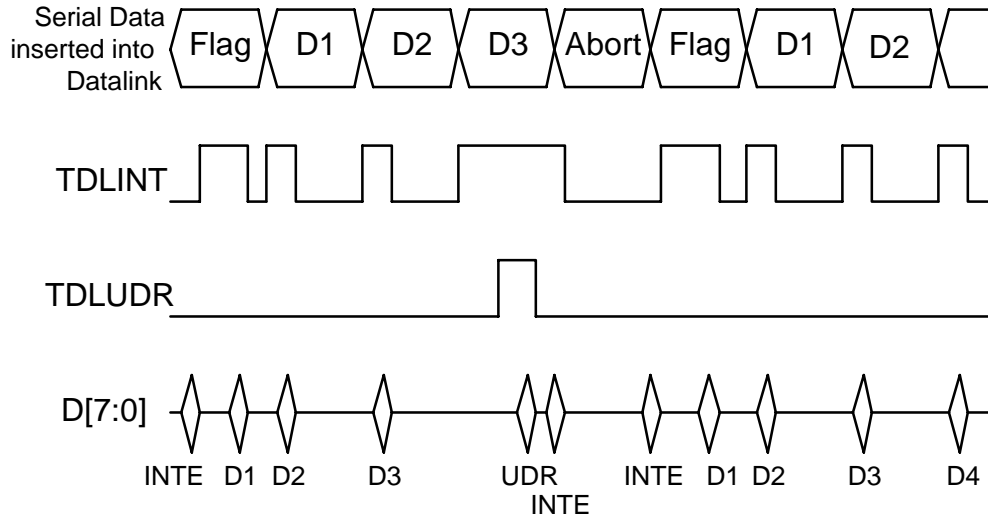 Serial Data
inserted into
Datalink
Flag D1 D2 D3 Abort Flag D1 D2
TDLINT
TDLUDR
D[7:0]
INTE D1 D2 D3 UDR INTE D1 D2 D3 D4
INTE